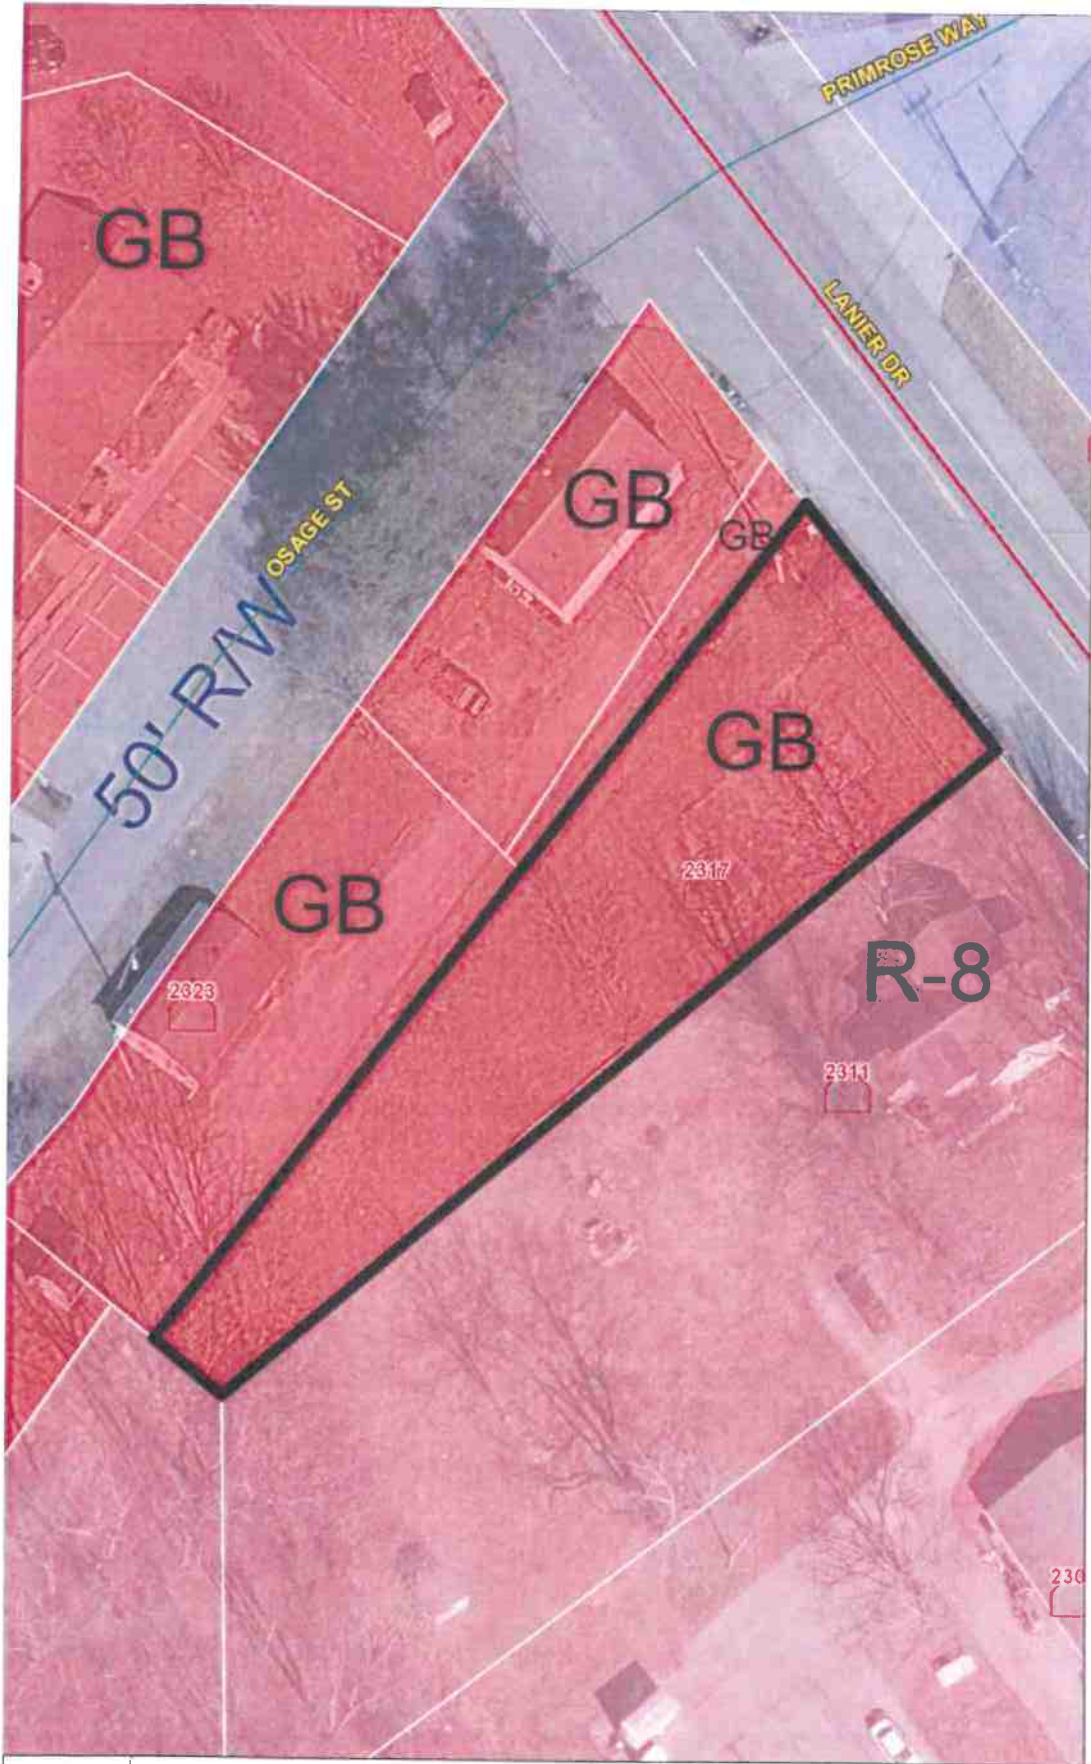 PRIMROSE WAY
GB
LANIER DR
GB
OSAGE ST
GB
50' R/W
GB
2317
GB
R-8
2323
2311
230